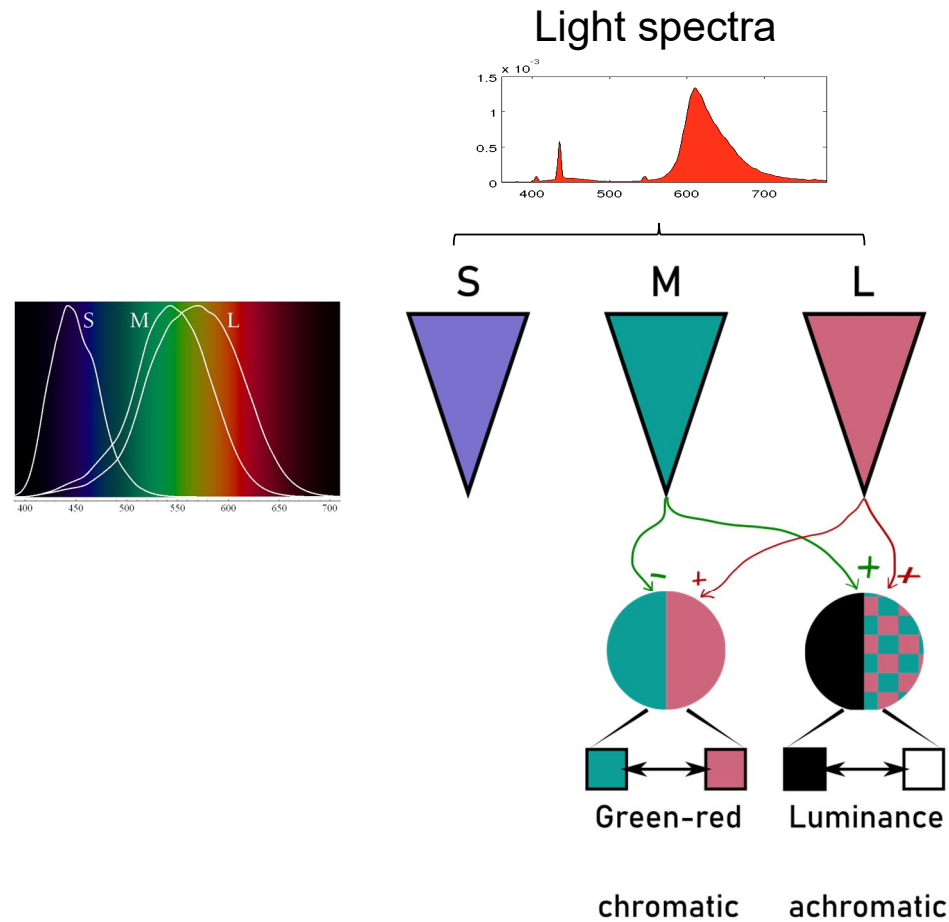 Light spectra
x 10^-3
1.5
1
0.5
0
400 500 600 700
S M L
S M L
400 450 500 550 600 650 700
- + + +
Green-red Luminance
chromatic achromatic